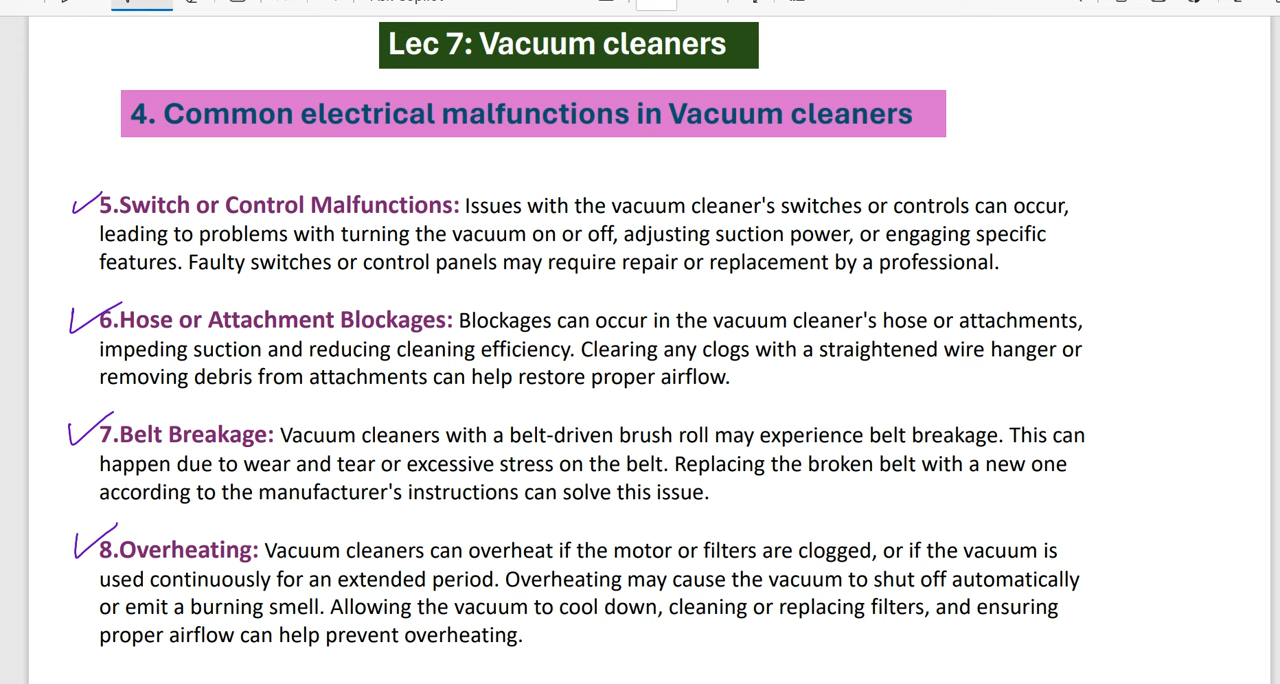 Lec 7: Vacuum cleaners
4. Common electrical malfunctions in Vacuum cleaners
5.Switch or Control Malfunctions: Issues with the vacuum cleaner's switches or controls can occur,
leading to problems with turning the vacuum on or off, adjusting suction power, or engaging specific
features. Faulty switches or control panels may require repair or replacement by a professional.
6.Hose or Attachment Blockages: Blockages can occur in the vacuum cleaner's hose or attachments,
impeding suction and reducing cleaning efficiency. Clearing any clogs with a straightened wire hanger or
removing debris from attachments can help restore proper airflow.
7.Belt Breakage: Vacuum cleaners with a belt-driven brush roll may experience belt breakage. This can
happen due to wear and tear or excessive stress on the belt. Replacing the broken belt with a new one
according to the manufacturer's instructions can solve this issue.
8.Overheating: Vacuum cleaners can overheat if the motor or filters are clogged, or if the vacuum is
used continuously for an extended period. Overheating may cause the vacuum to shut off automatically
or emit a burning smell. Allowing the vacuum to cool down, cleaning or replacing filters, and ensuring
proper airflow can help prevent overheating.